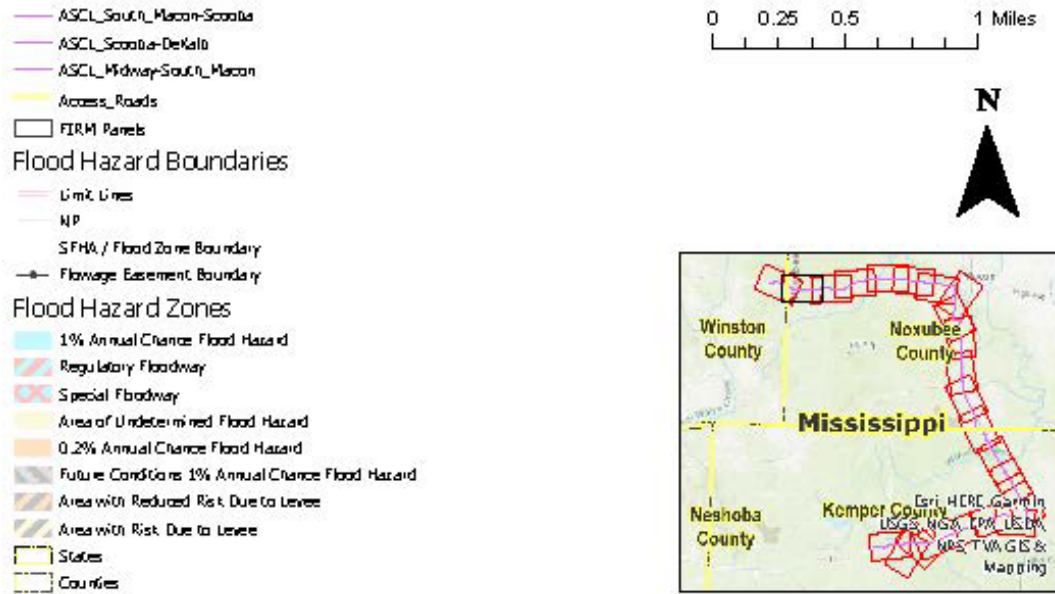 ASCL_South_Macon-Scooba
ASCL_Scooba-DeKalb
ASCL_Midway-South_Macon
Access_Roads
FIRM Panels
Flood Hazard Boundaries
Limit Lines
NP
SFHA / Flood Zone Boundary
Flowage Easement Boundary
Flood Hazard Zones
1% Annual Chance Flood Hazard
Regulatory Floodway
Special Floodway
Area of Undetermined Flood Hazard
0.2% Annual Chance Flood Hazard
Future Conditions 1% Annual Chance Flood Hazard
Area with Reduced Risk Due to Levee
Area with Risk Due to Levee
States
Counties
0 0.25 0.5 1 Miles
N
Winston
County
Noxubee
County
Mississippi
Neshoba
County
Kemper County
Esri, HERE, Garmin
USGS, NGA, EPA, USDA
NPS, TVA GIS &
Mapping